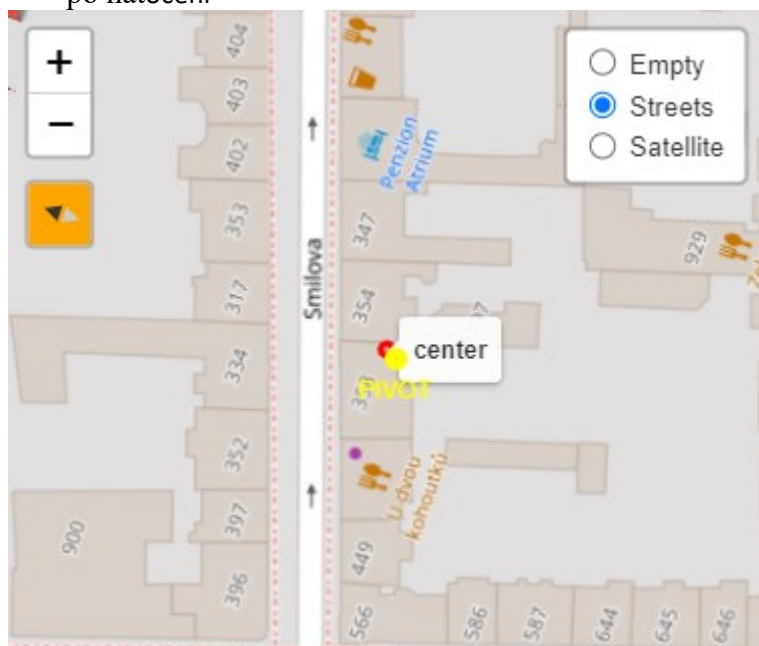 404
403
402
353
317
334
352
397
396
900
+
−
Smilova
Penzion
Atrium
347
354
center
PIVOT
U dvou
kohoutků
449
566
586
587
644
645
646
929
Empty
Streets
Satellite